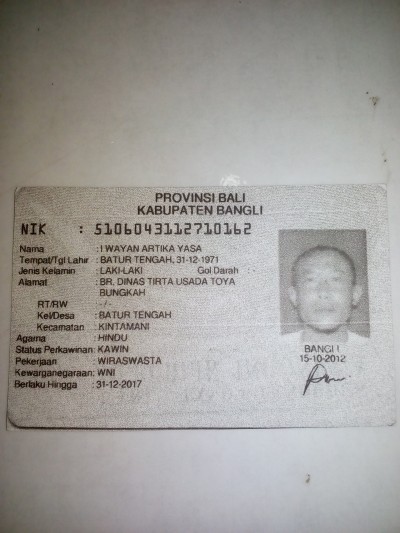 PROVINSI BALI
KABUPATEN BANGLI
NIK : 5106043112710162
Nama : I WAYAN ARTIKA YASA
Tempat/Tgl Lahir : BATUR TENGAH, 31-12-1971
Jenis Kelamin : LAKI-LAKI Gol Darah : -
Alamat : BR. DINAS TIRTA USADA TOYA
BUNGKAH
RT/RW : -/-
Kel/Desa : BATUR TENGAH
Kecamatan : KINTAMANI
Agama : HINDU
Status Perkawinan: KAWIN
Pekerjaan : WIRASWASTA
Kewarganegaraan: WNI
Berlaku Hingga : 31-12-2017
BANGLI
15-10-2012